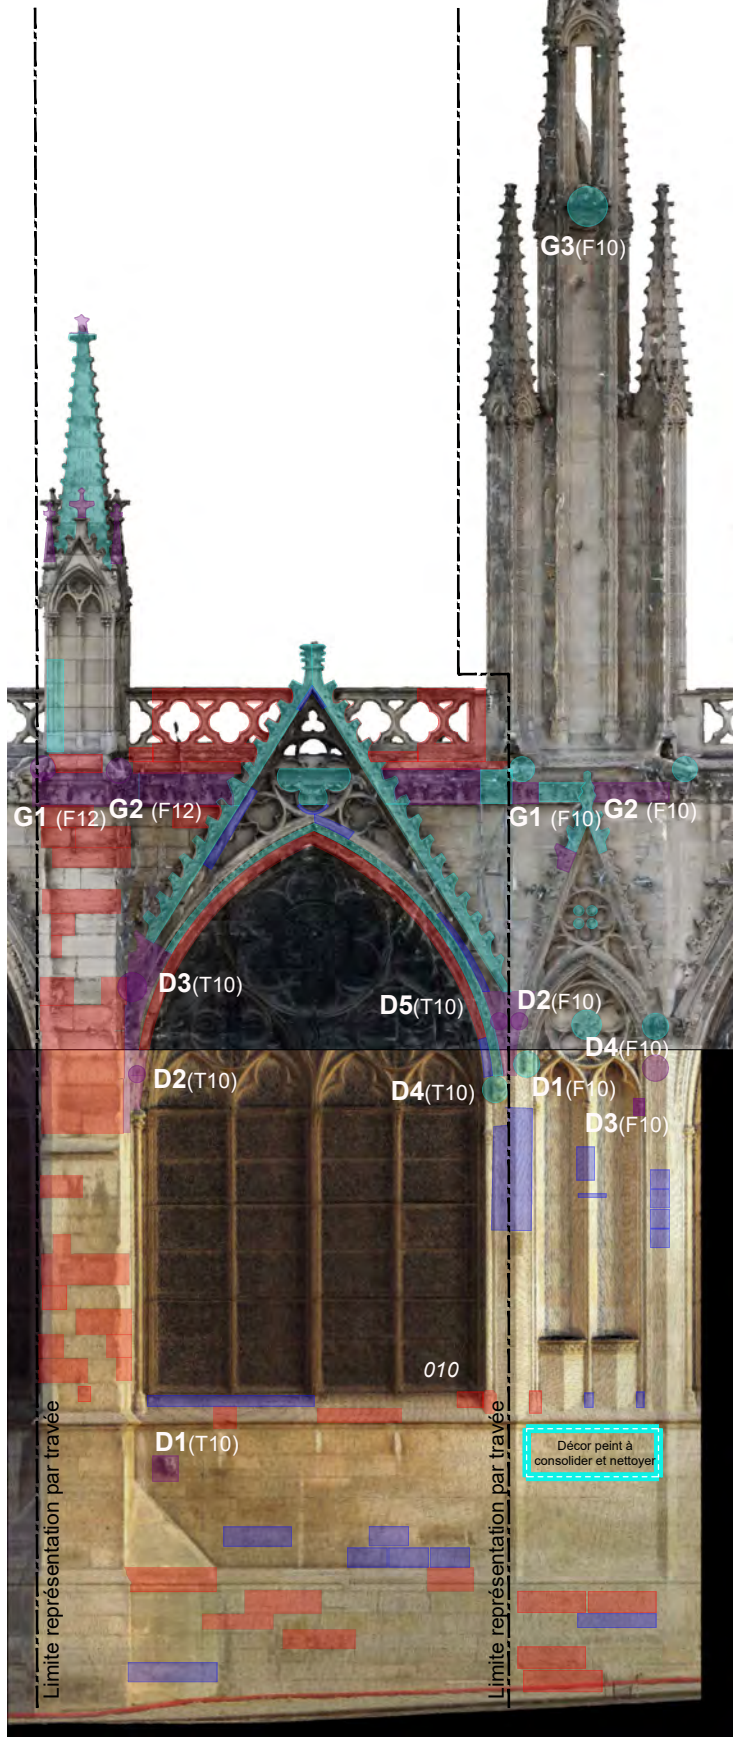 G3(F10)
G1 (F12)
G2 (F12)
G1 (F10)
G2 (F10)
D3(T10)
D5(T10)
D2(F10)
D4(F10)
D2(T10)
D4(T10)
D1(F10)
D3(F10)
010
D1(T10)
Décor peint à
consolider et nettoyer
Limite représentation par travée
Limite représentation par travée